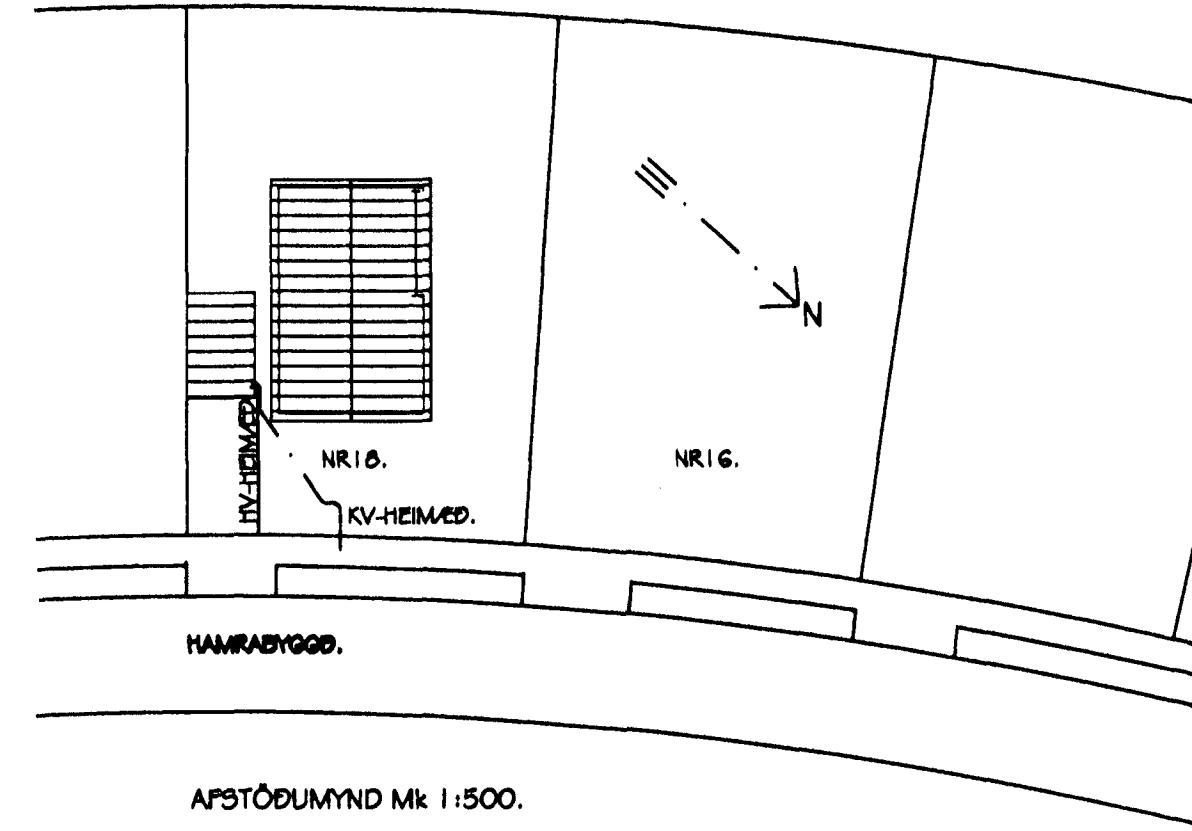 N
NR18.
NR16.
HV-HEIMÆÐ
KV-HEIMÆÐ.
HAMRABYGGÐ.
AFSTÖÐUMYND Mk 1:500.